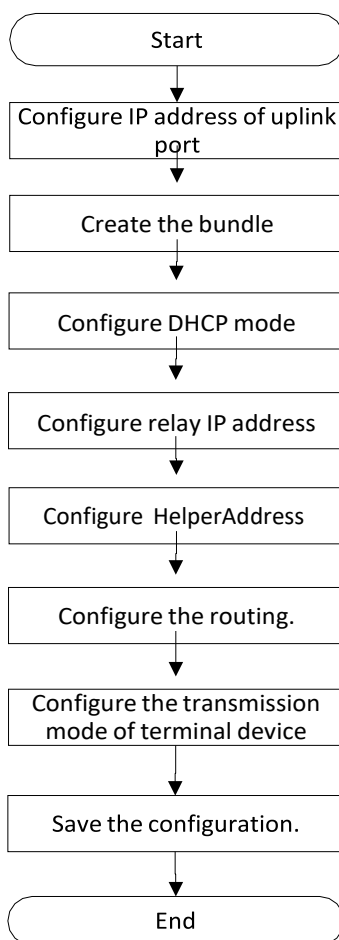 Start
Configure IP address of uplink
port
Create the bundle
Configure DHCP mode
Configure relay IP address
Configure HelperAddress
Configure the routing.
Configure the transmission
mode of terminal device
Save the configuration.
End